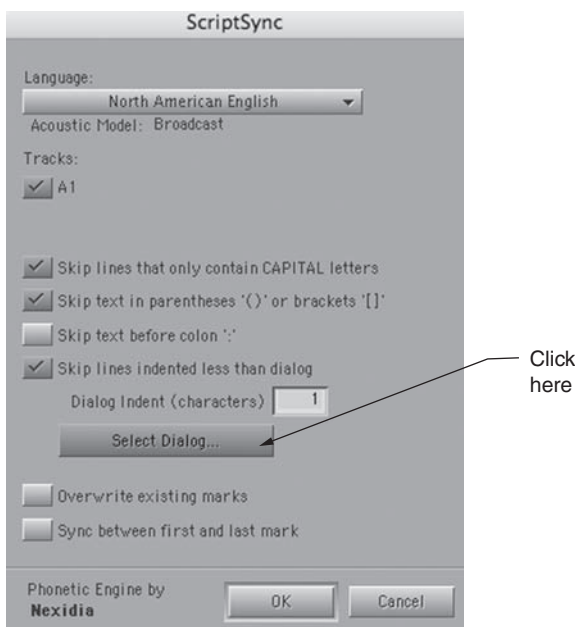 ScriptSync
Language:
North American English
Acoustic Model: Broadcast
Tracks:
A1
Skip lines that only contain CAPITAL letters
Skip text in parentheses '()' or brackets '[]'
Skip text before colon ':'
Skip lines indented less than dialog
Dialog Indent (characters) 1
Select Dialog...
Click
here
Overwrite existing marks
Sync between first and last mark
Phonetic Engine by
Nexidia
OK
Cancel